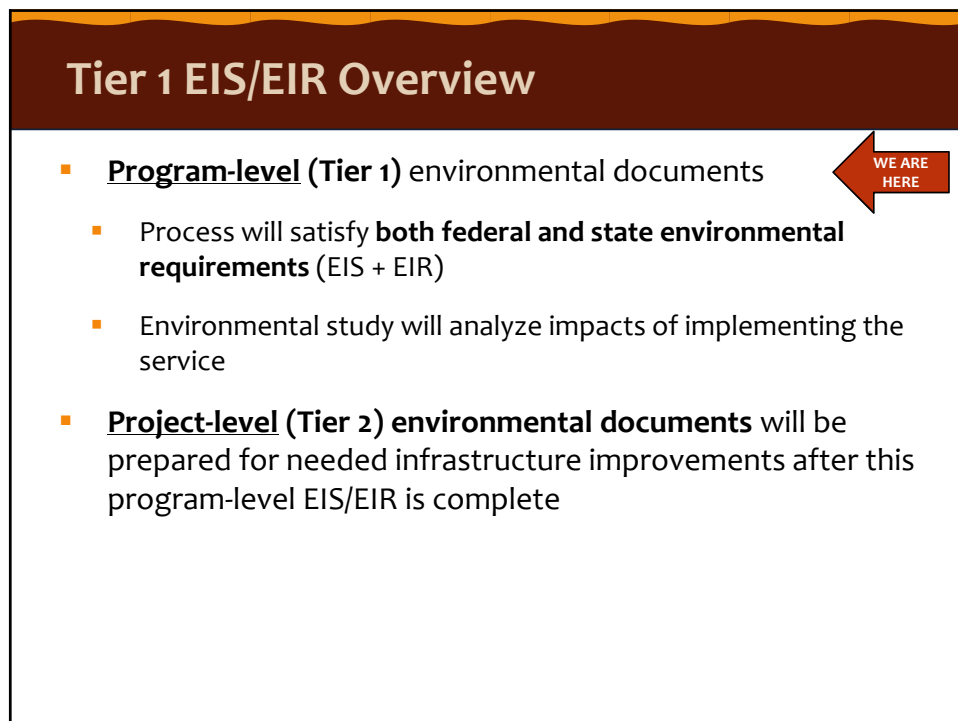 Tier 1 EIS/EIR Overview
Program-level (Tier 1) environmental documents
WE ARE
HERE
Process will satisfy both federal and state environmental
requirements (EIS + EIR)
Environmental study will analyze impacts of implementing the
service
Project-level (Tier 2) environmental documents will be
prepared for needed infrastructure improvements after this
program-level EIS/EIR is complete